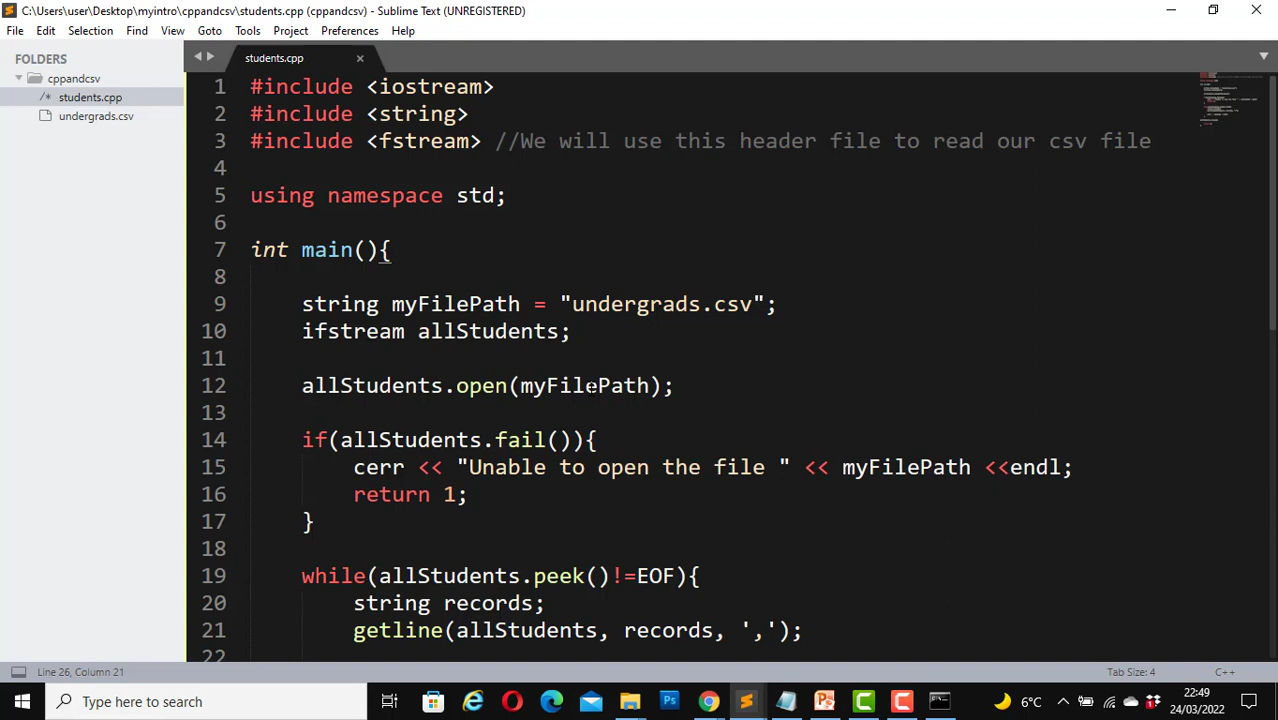 C:\Users\user\Desktop\myintro\cppandcsv\students.cpp (cppandcsv) - Sublime Text (UNREGISTERED)
File Edit Selection Find View Goto Tools Project Preferences Help
FOLDERS
cppandcsv
/* students.cpp
undergrads.csv
students.cpp
1 #include <iostream>
2 #include <string>
3 #include <fstream> //We will use this header file to read our csv file
4
5 using namespace std;
6
7 int main(){
8
9 string myFilePath = "undergrads.csv";
10 ifstream allStudents;
11
12 allStudents.open(myFilePath);
13
14 if(allStudents.fail()){
15 cerr << "Unable to open the file " << myFilePath <<endl;
16 return 1;
17 }
18
19 while(allStudents.peek()!=EOF){
20 string records;
21 getline(allStudents, records, ',');
22
Line 26, Column 21
Tab Size: 4
C++
Type here to search
Ps
6°C
22:49
24/03/2022